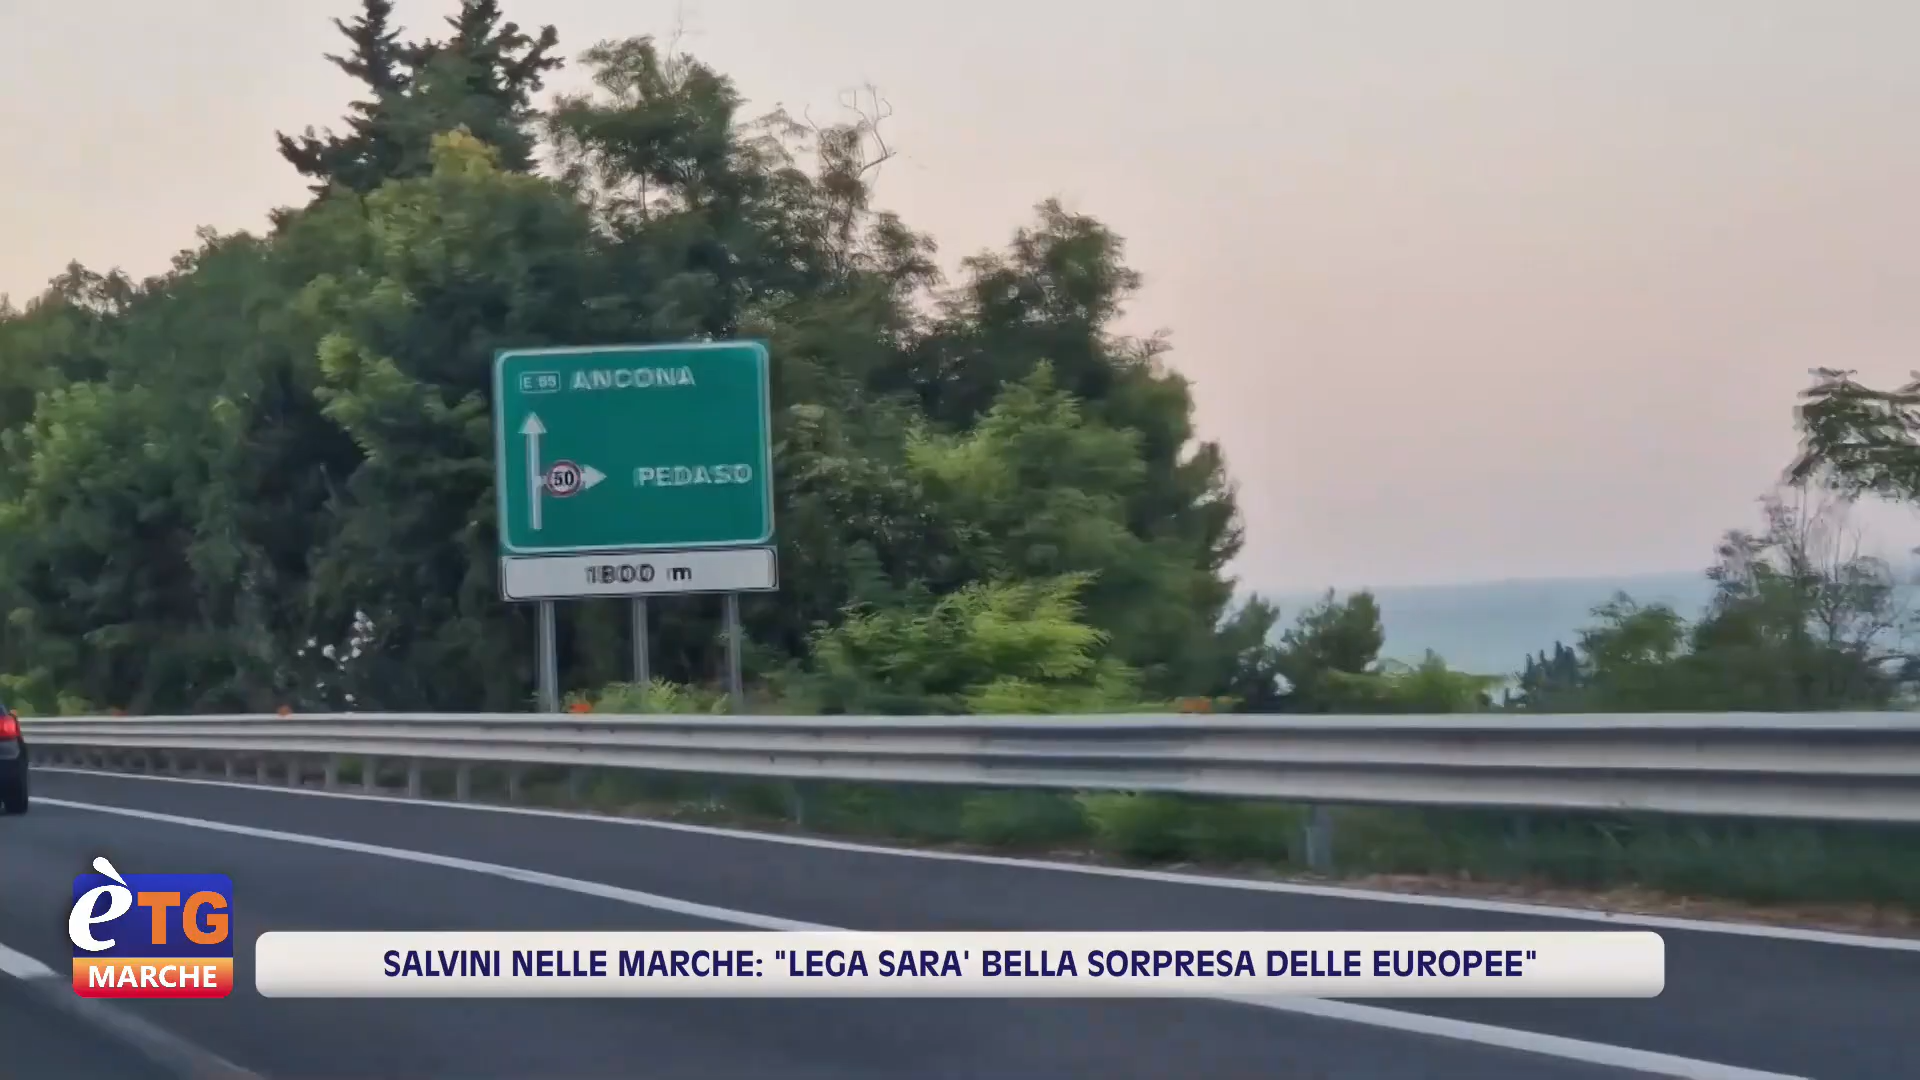 E 55 ANCONA
50
PEDASO
1800 m
è TG
MARCHE
SALVINI NELLE MARCHE: "LEGA SARA' BELLA SORPRESA DELLE EUROPEE"